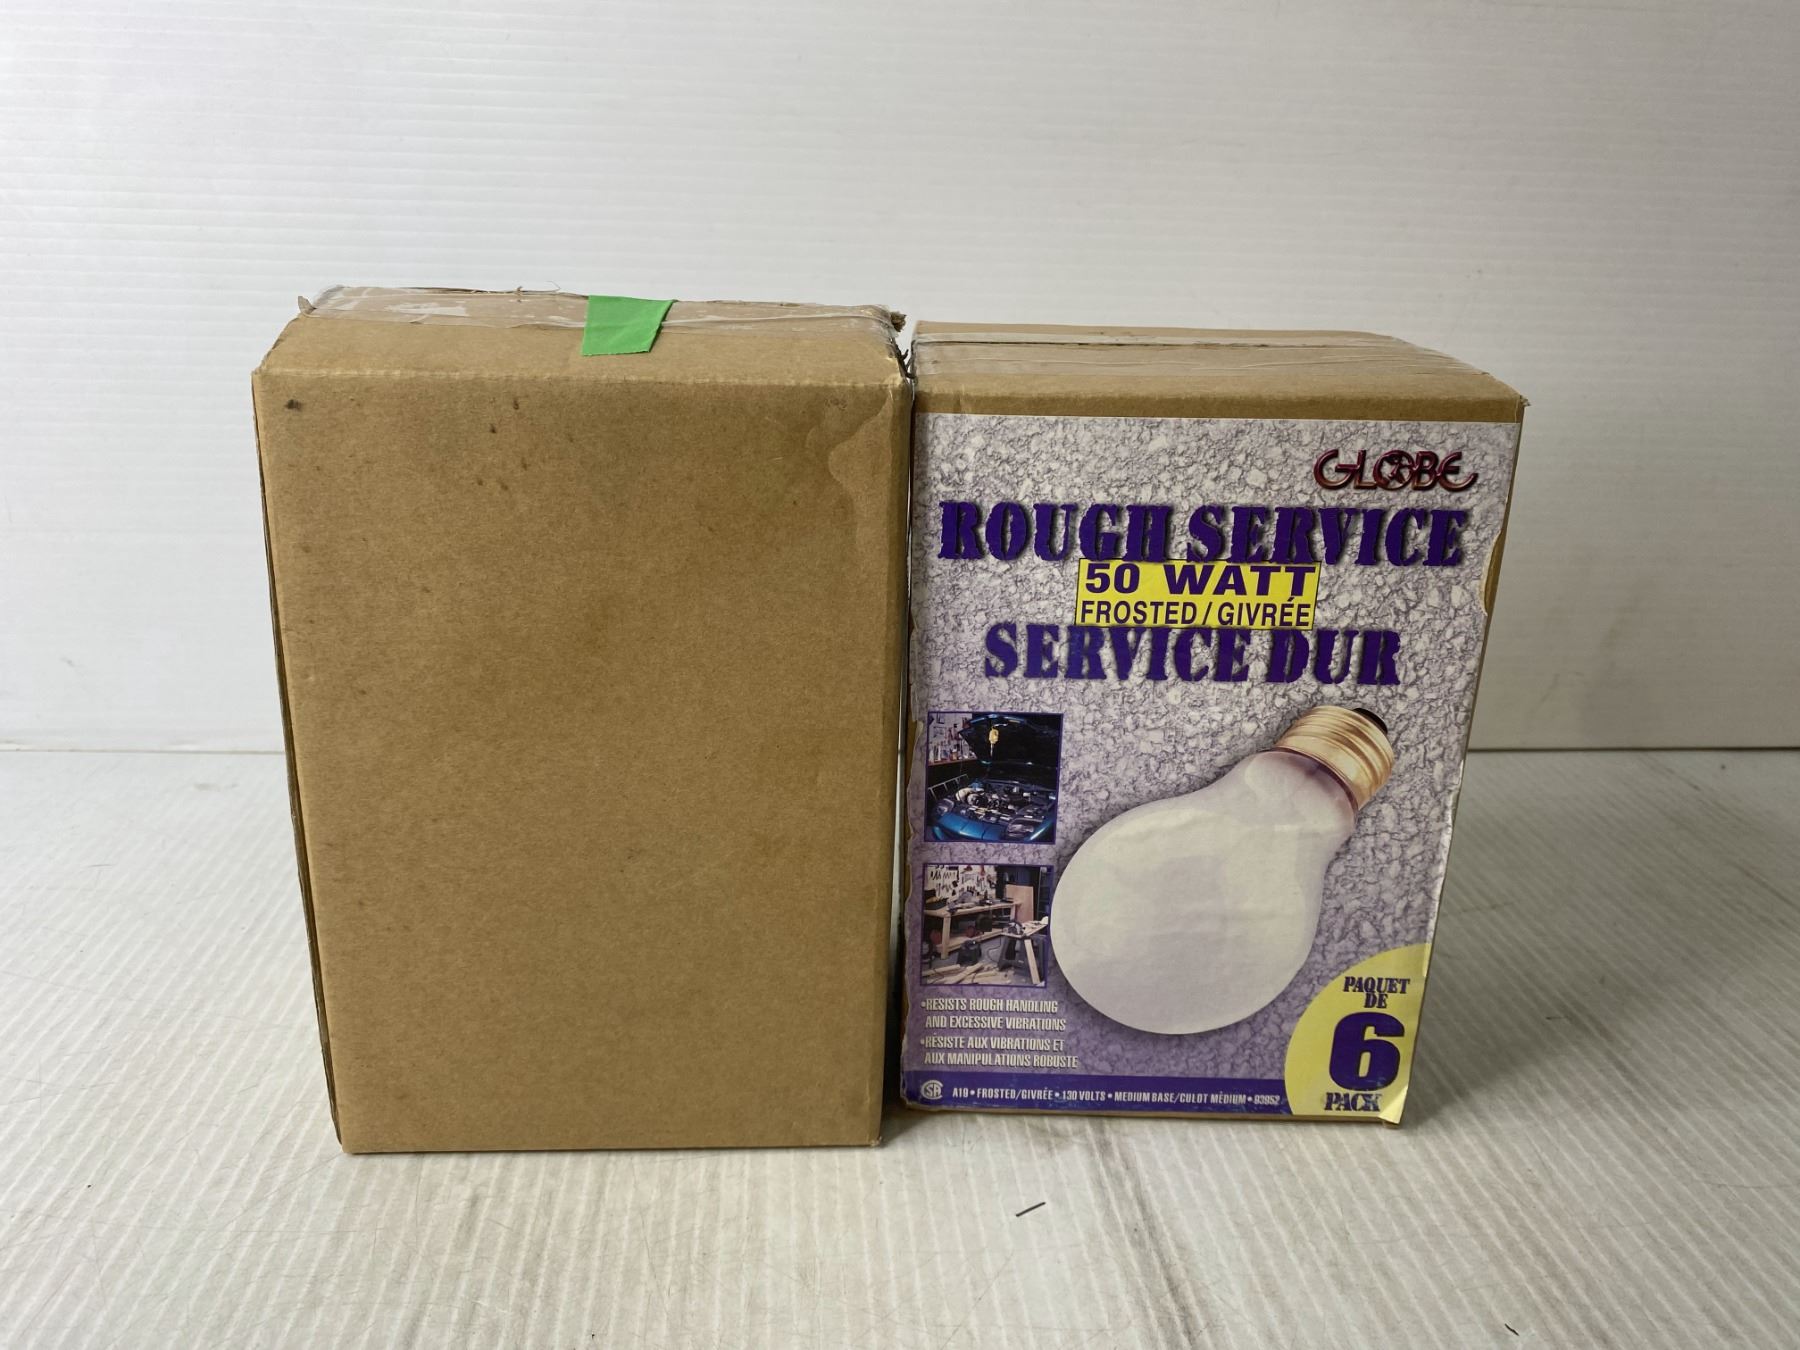 GLOBE
ROUGH SERVICE
50 WATT
FROSTED/GIVRÉE
SERVICE DUR
•RESISTS ROUGH HANDLING
AND EXCESSIVE VIBRATIONS
•RÉSISTE AUX VIBRATIONS ET
AUX MANIPULATIONS ROBUSTE
PAQUET
DE
6
PACK
A19 • FROSTED/GIVRÉE • 130 VOLTS • MEDIUM BASE/CULOT MÉDIUM • 93952